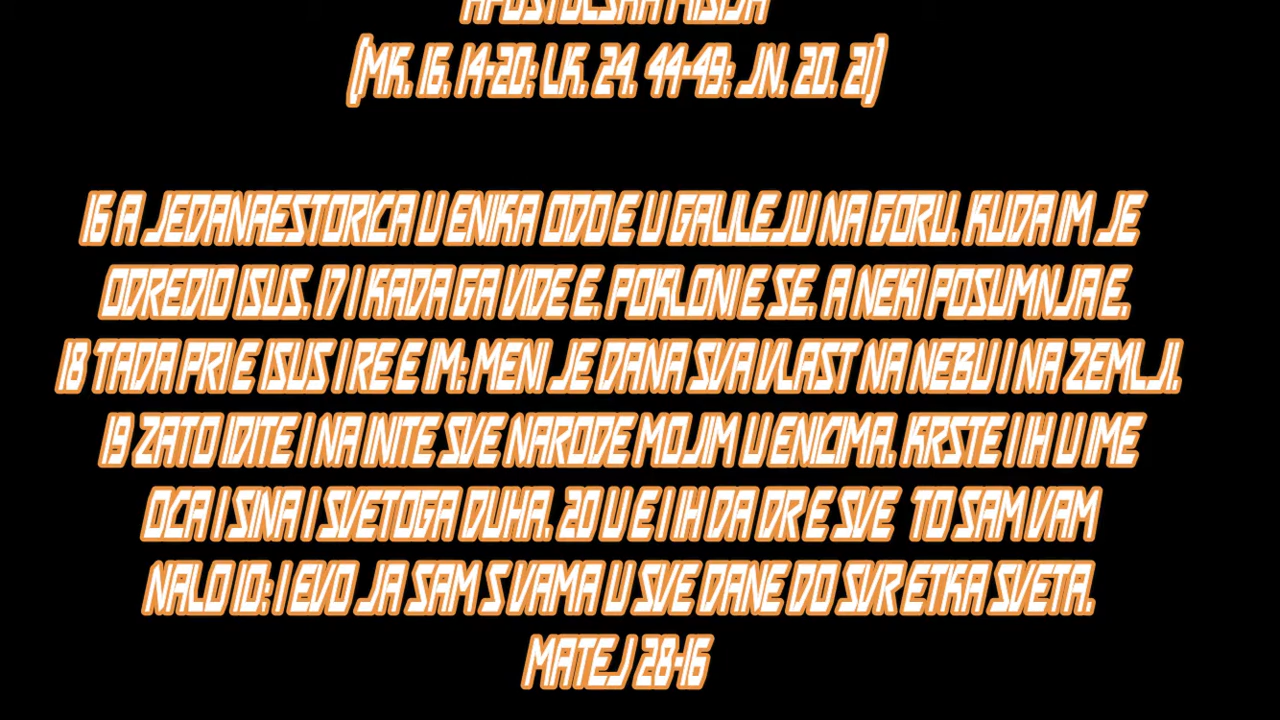 APOSTOLSKA MISIJA
(MK. 16. 14-20; LK. 24. 44-49; JN. 20. 21)
16 A JEDANAESTORICA U ENIKA ODO E U GALILEJU NA GORU. KUDA IM JE
ODREDIO ISUS. 17 I KADA GA VIDE E. POKLONI E SE. A NEKI POSUMNJA E.
18 TADA PRI E ISUS I RE E IM: MENI JE DANA SVA VLAST NA NEBU I NA ZEMLJI.
19 ZATO IDITE I NA INITE SVE NARODE MOJIM U ENICIMA. KRSTE I IH U IME
OCA I SINA I SVETOGA DUHA. 20 U E I IH DA DR E SVE TO SAM VAM
NALO IO; I EVO JA SAM S VAMA U SVE DANE DO SVR ETKA SVETA.
MATEJ 28-16